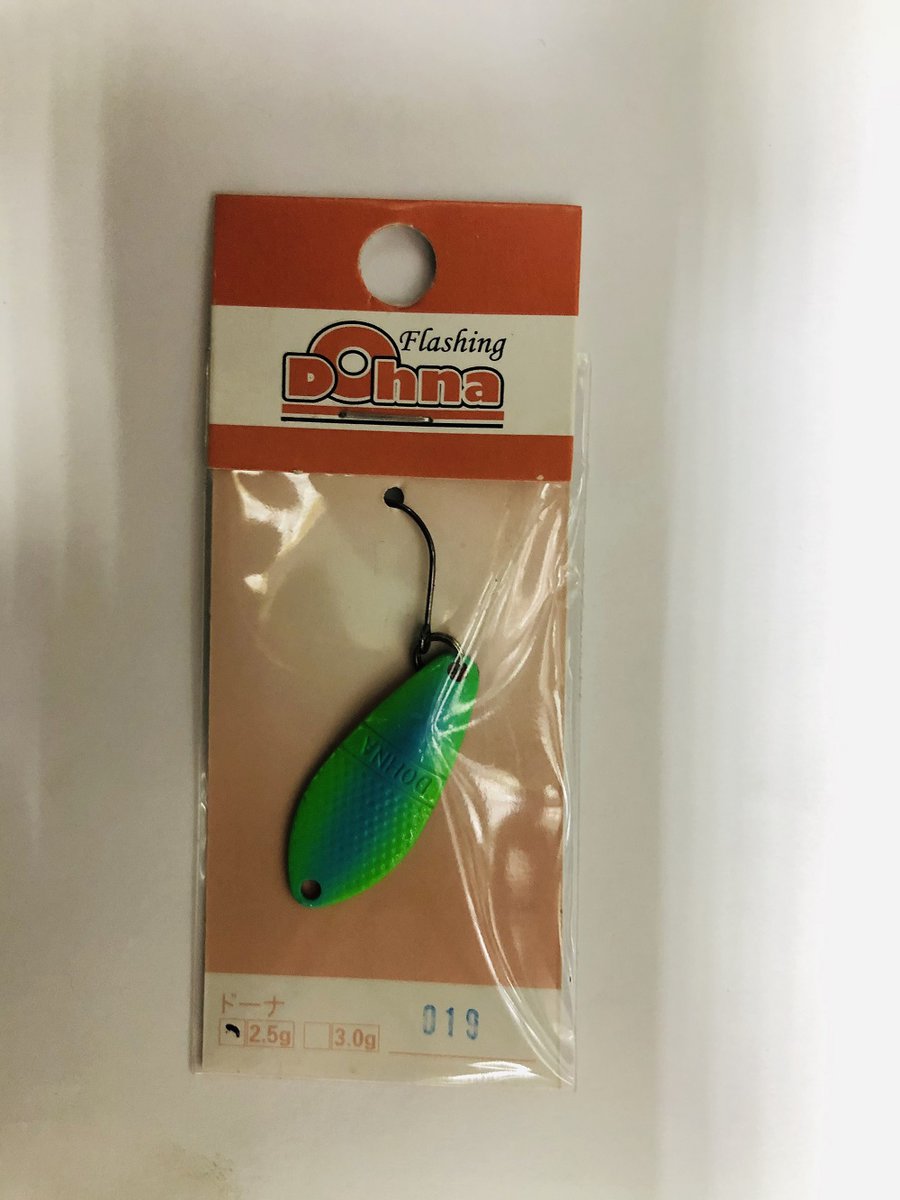 Flashing
Dohna
DOHNA
ドーナ
2.5g 3.0g 019